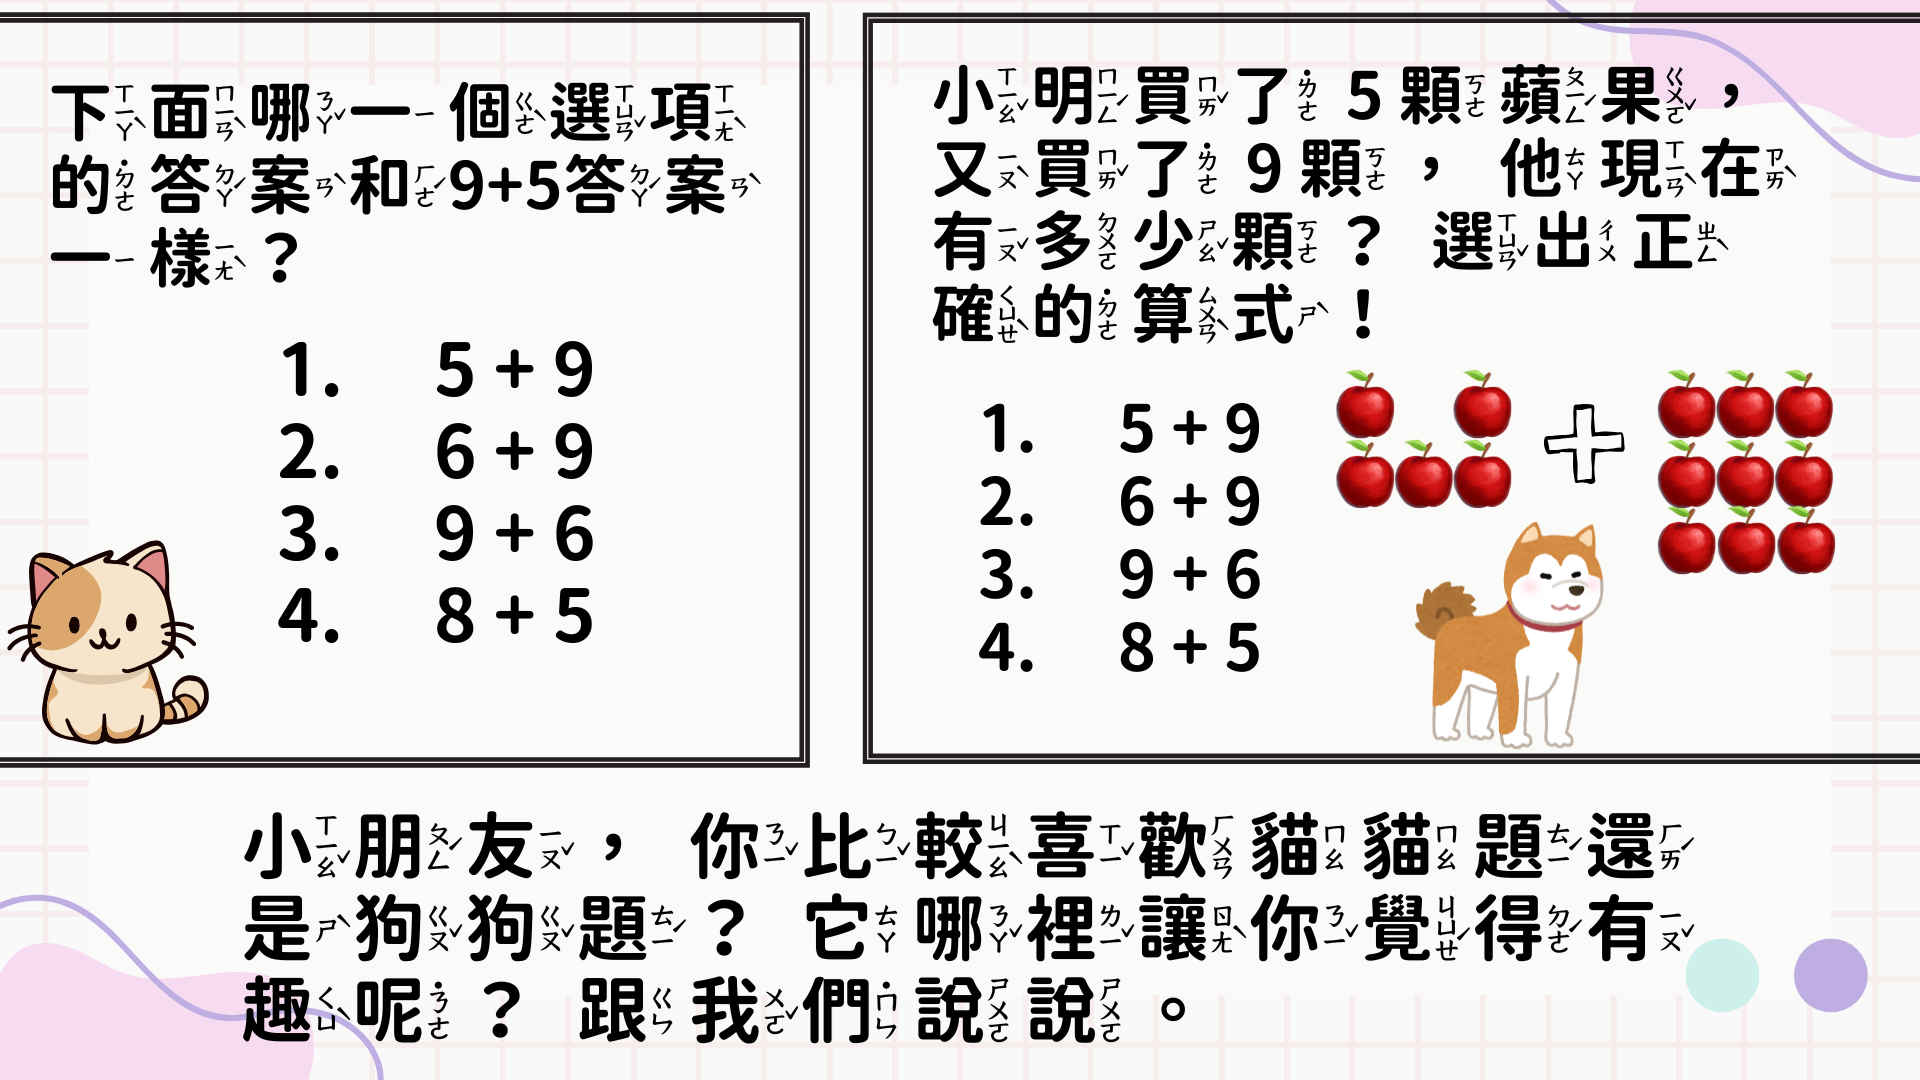 下面哪一個選項
的答案和9+5答案
一樣？
1. 5 + 9
2. 6 + 9
3. 9 + 6
4. 8 + 5
小明買了 5 顆蘋果，
又買了 9 顆， 他現在
有多少顆？ 選出正
確的算式！
1. 5 + 9
2. 6 + 9
3. 9 + 6
4. 8 + 5
小朋友， 你比較喜歡貓貓題還
是狗狗題？ 它哪裡讓你覺得有
趣呢？ 跟我們說說。